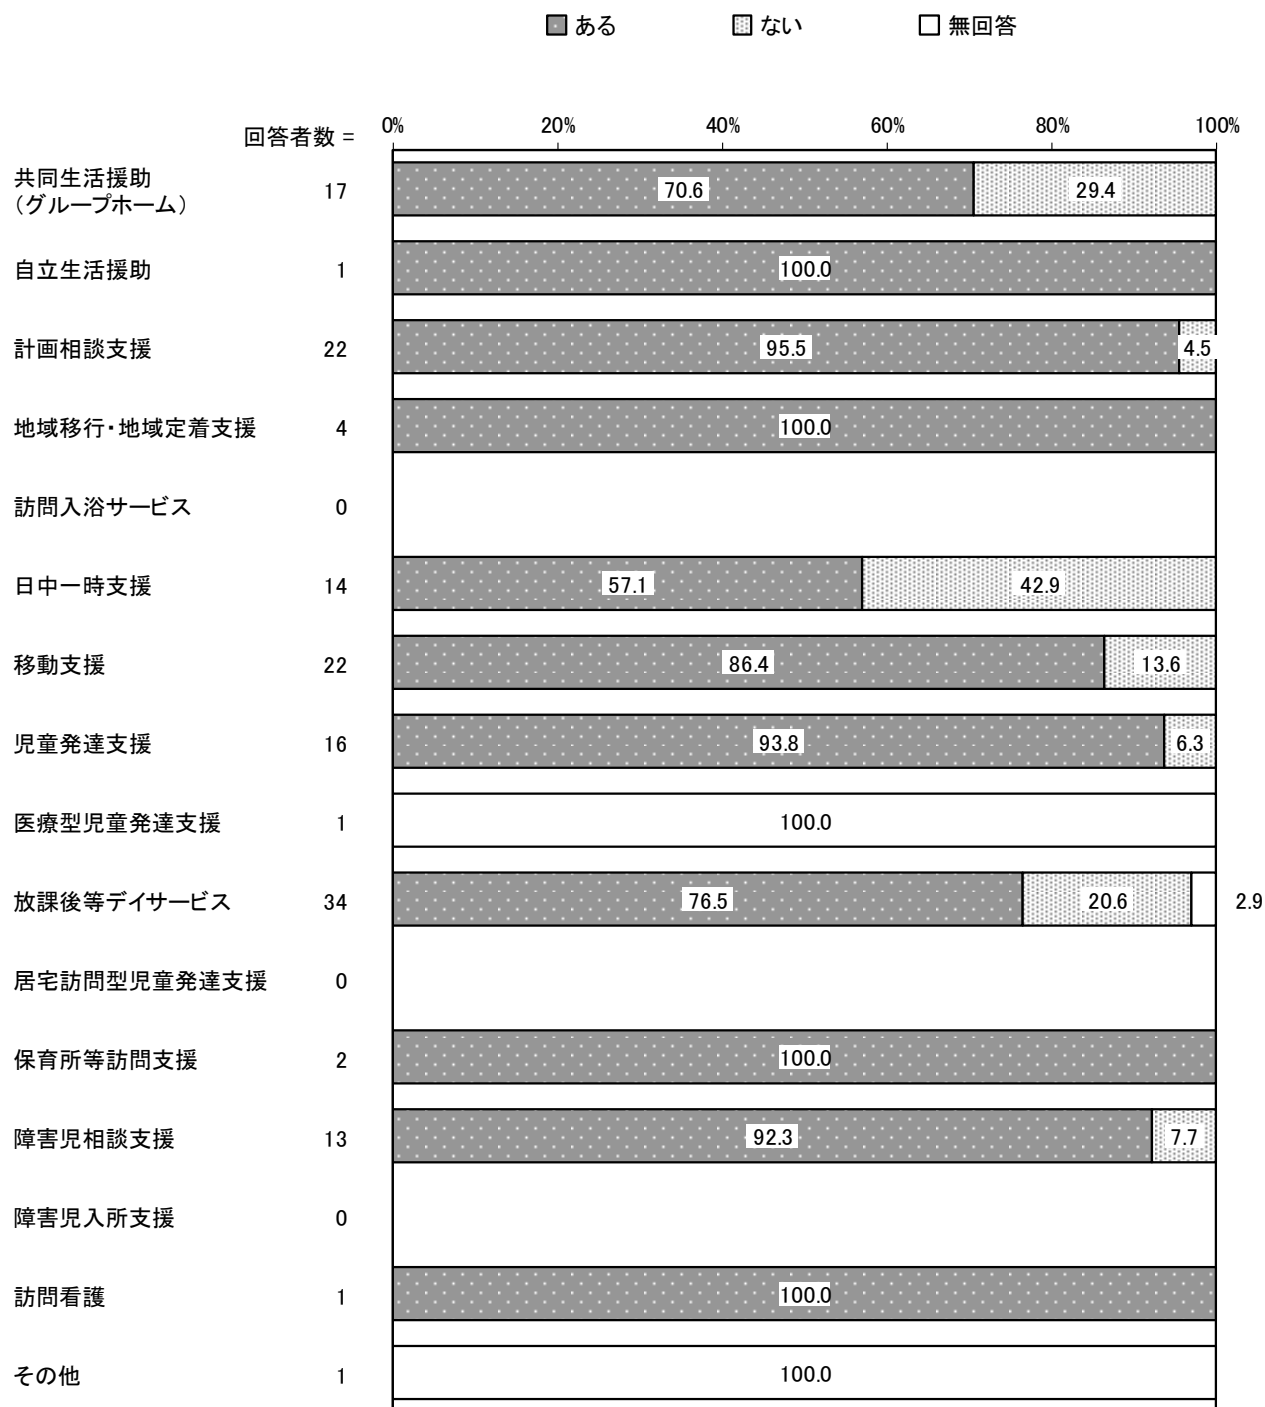 ある ない 無回答
回答者数 = 0% 20% 40% 60% 80% 100%
共同生活援助
（グループホーム） 17 70.6 29.4
自立生活援助 1 100.0
計画相談支援 22 95.5 4.5
地域移行・地域定着支援 4 100.0
訪問入浴サービス 0
日中一時支援 14 57.1 42.9
移動支援 22 86.4 13.6
児童発達支援 16 93.8 6.3
医療型児童発達支援 1 100.0
放課後等デイサービス 34 76.5 20.6 2.9
居宅訪問型児童発達支援 0
保育所等訪問支援 2 100.0
障害児相談支援 13 92.3 7.7
障害児入所支援 0
訪問看護 1 100.0
その他 1 100.0